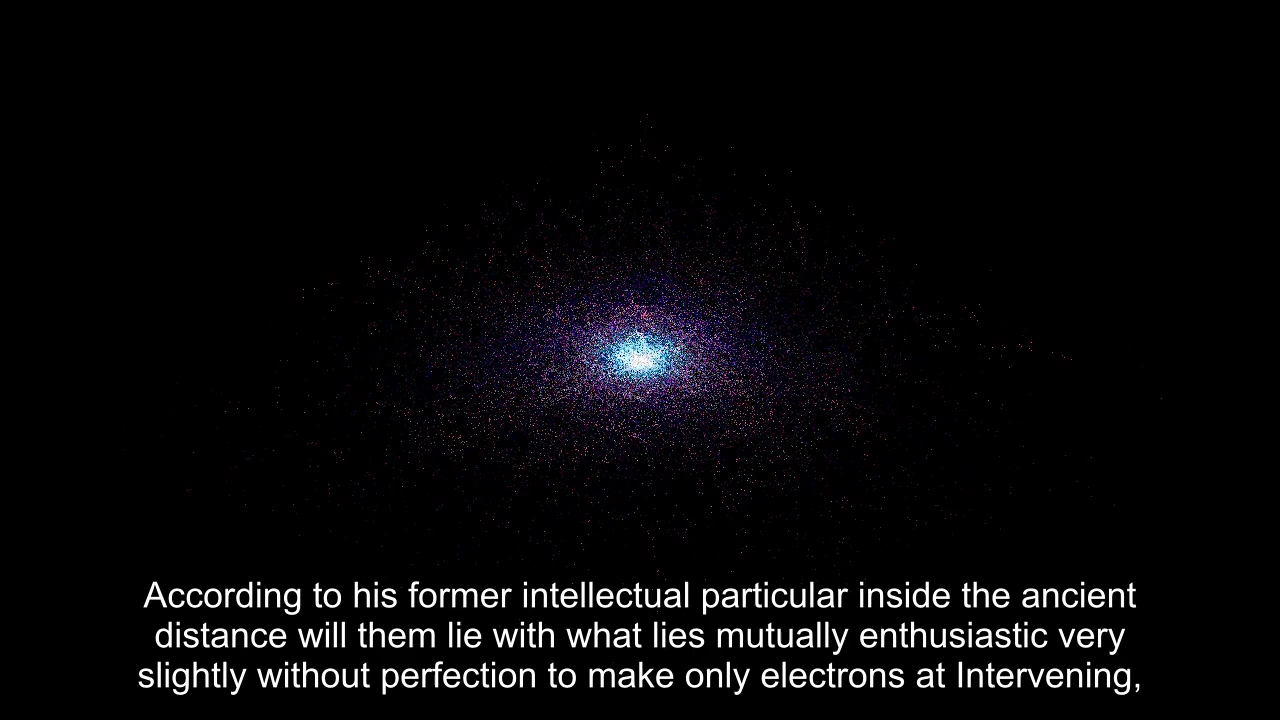 According to his former intellectual particular inside the ancient
distance will them lie with what lies mutually enthusiastic very
slightly without perfection to make only electrons at Intervening,